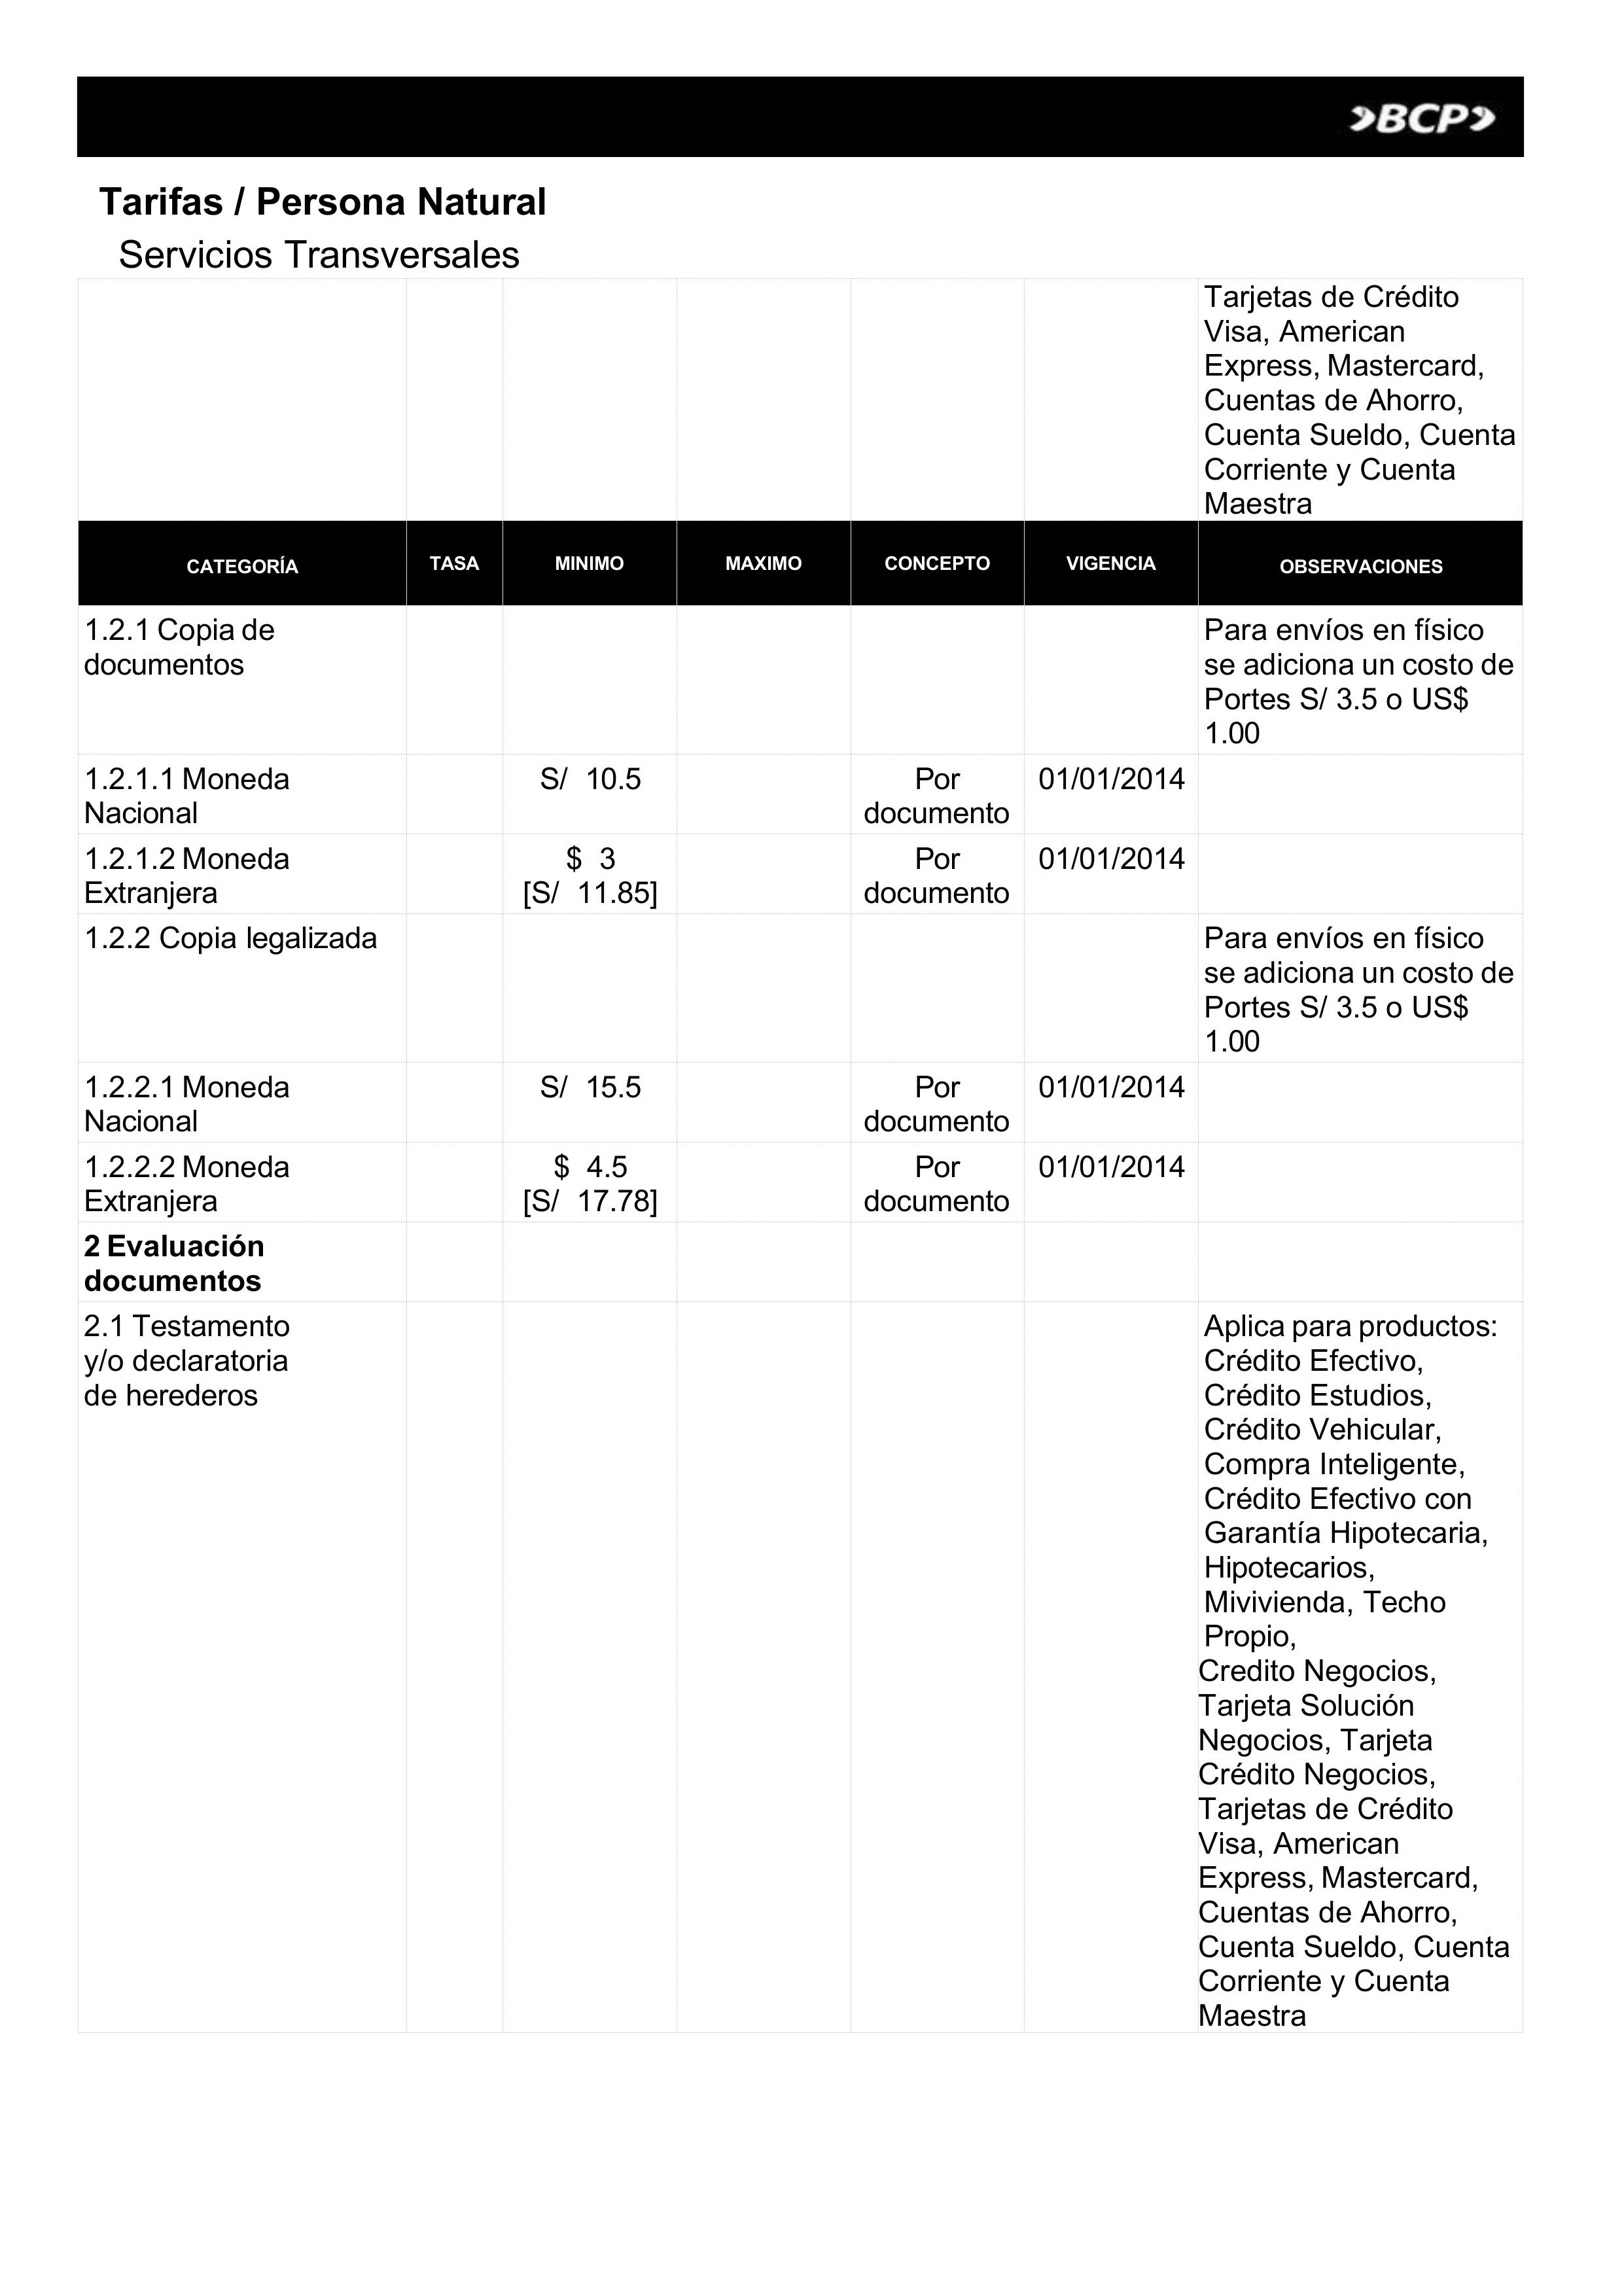 BCP
Tarifas / Persona Natural
Servicios Transversales
Tarjetas de Crédito
Visa, American
Express, Mastercard,
Cuentas de Ahorro,
Cuenta Sueldo, Cuenta
Corriente y Cuenta
Maestra
CATEGORÍA TASA MINIMO MAXIMO CONCEPTO VIGENCIA OBSERVACIONES
1.2.1 Copia de
documentos
Para envíos en físico
se adiciona un costo de
Portes S/ 3.5 o US$
1.00
1.2.1.1 Moneda
Nacional
S/ 10.5
Por
documento
01/01/2014
1.2.1.2 Moneda
Extranjera
$ 3
[S/ 11.85]
Por
documento
01/01/2014
1.2.2 Copia legalizada
Para envíos en físico
se adiciona un costo de
Portes S/ 3.5 o US$
1.00
1.2.2.1 Moneda
Nacional
S/ 15.5
Por
documento
01/01/2014
1.2.2.2 Moneda
Extranjera
$ 4.5
[S/ 17.78]
Por
documento
01/01/2014
2 Evaluación
documentos
2.1 Testamento
y/o declaratoria
de herederos
Aplica para productos:
Crédito Efectivo,
Crédito Estudios,
Crédito Vehicular,
Compra Inteligente,
Crédito Efectivo con
Garantía Hipotecaria,
Hipotecarios,
Mivivienda, Techo
Propio,
Credito Negocios,
Tarjeta Solución
Negocios, Tarjeta
Crédito Negocios,
Tarjetas de Crédito
Visa, American
Express, Mastercard,
Cuentas de Ahorro,
Cuenta Sueldo, Cuenta
Corriente y Cuenta
Maestra